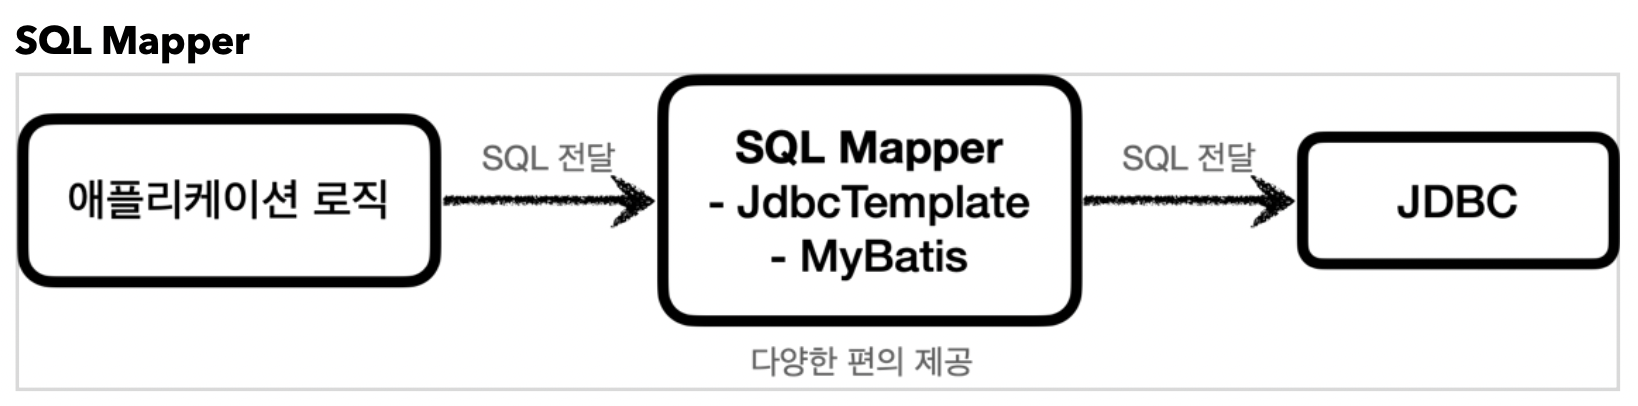 SQL Mapper
애플리케이션 로직
SQL 전달
SQL Mapper
- JdbcTemplate
- MyBatis
SQL 전달
JDBC
다양한 편의 제공